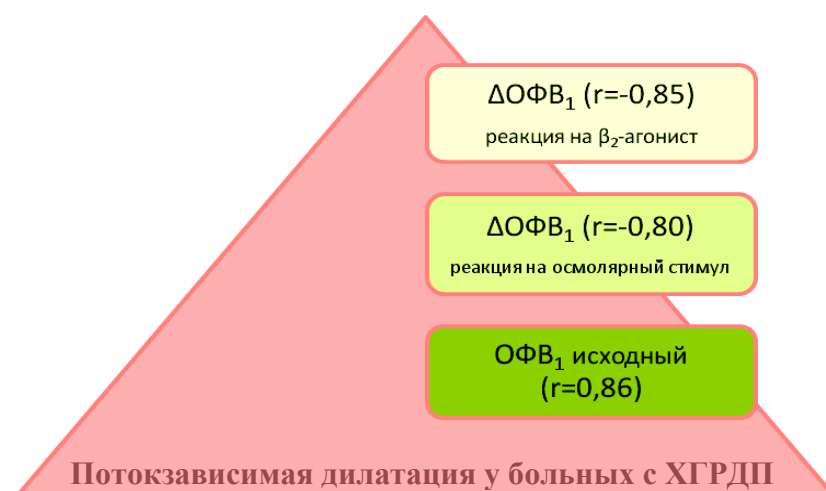 ΔОФВ₁ (r=-0,85)
реакция на β₂-агонист
ΔОФВ₁ (r=-0,80)
реакция на осмолярный стимул
ОФВ₁ исходный
(r=0,86)
Потокзависимая дилатация у больных с ХГРДП